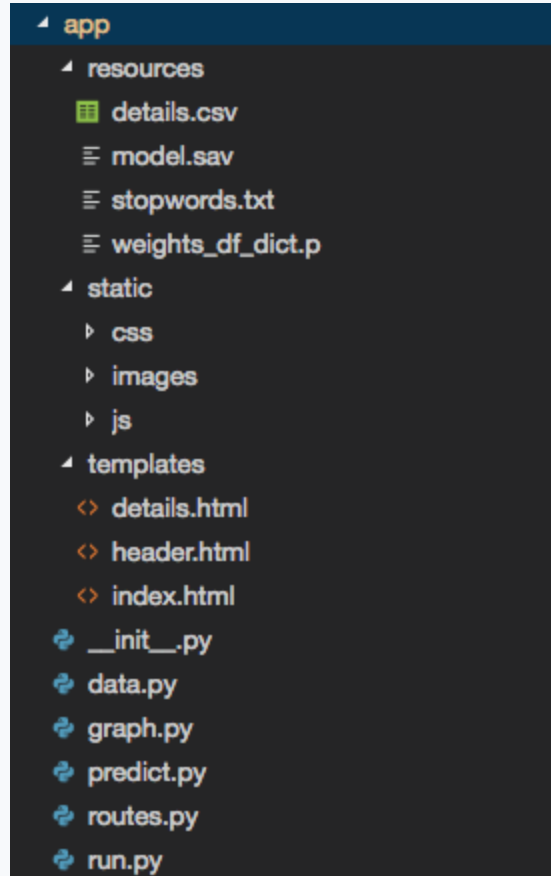 app
resources
details.csv
model.sav
stopwords.txt
weights_df_dict.p
static
css
images
js
templates
details.html
header.html
index.html
__init__.py
data.py
graph.py
predict.py
routes.py
run.py